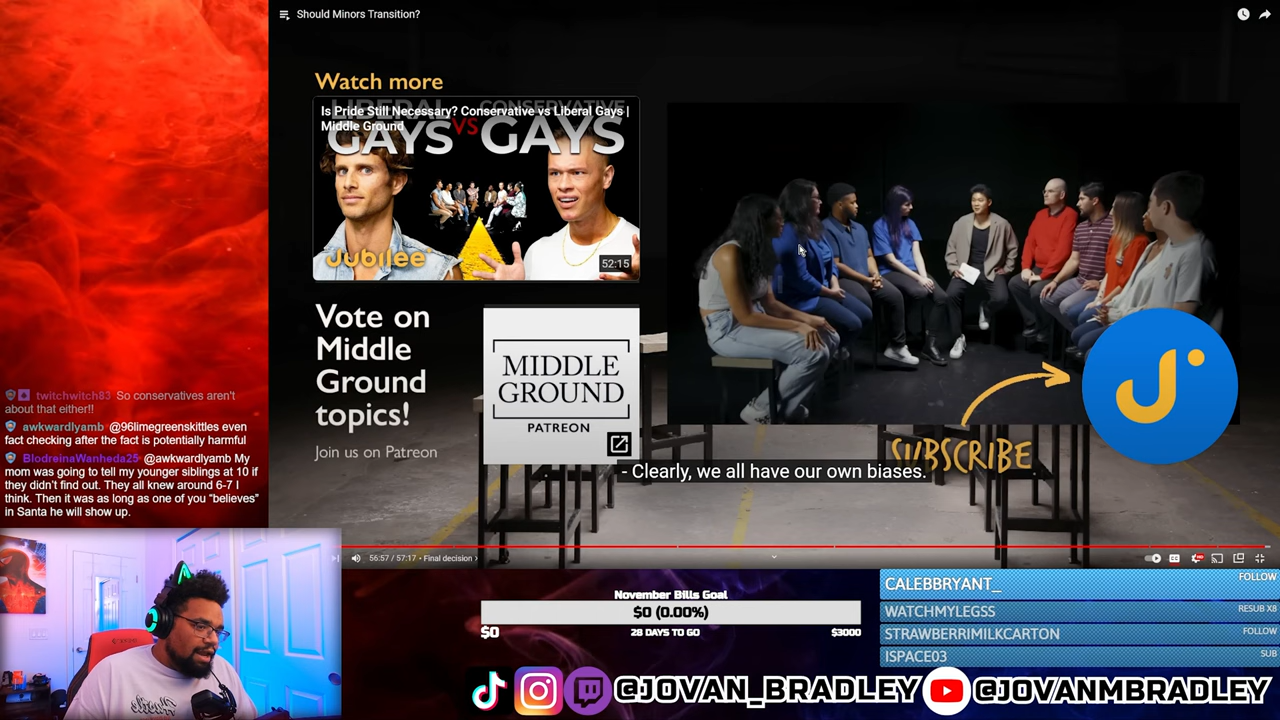 Should Minors Transition?
Watch more
LIBERAL VS CONSERVATIVE
Is Pride Still Necessary? Conservative vs Liberal Gays |
Middle Ground
GAYS GAYS
Jubilee
52:15
Vote on
Middle
Ground
topics!
Join us on Patreon
MIDDLE
GROUND
PATREON
SUBSCRIBE
- Clearly, we all have our own biases.
56:57 / 57:17 • Final decision >
twitchwitch83 So conservatives aren't
about that either!!
awkwardlyamb @96limegreenskittles even
fact checking after the fact is potentially harmful
BlodreinaWanheda25 @awkwardlyamb My
mom was going to tell my younger siblings at 10 if
they didn't find out. They all knew around 6-7 I
think. Then it was as long as one of you "believes"
in Santa he will show up.
November Bills Goal
$0 (0.00%)
$0
28 DAYS TO GO
$3000
CALEBBRYANT_ FOLLOW
WATCHMYLEGSS RESUB X8
STRAWBERRIMILKCARTON FOLLOW
ISPACE03 SUB
@JOVAN_BRADLEY
@JOVANMBRADLEY